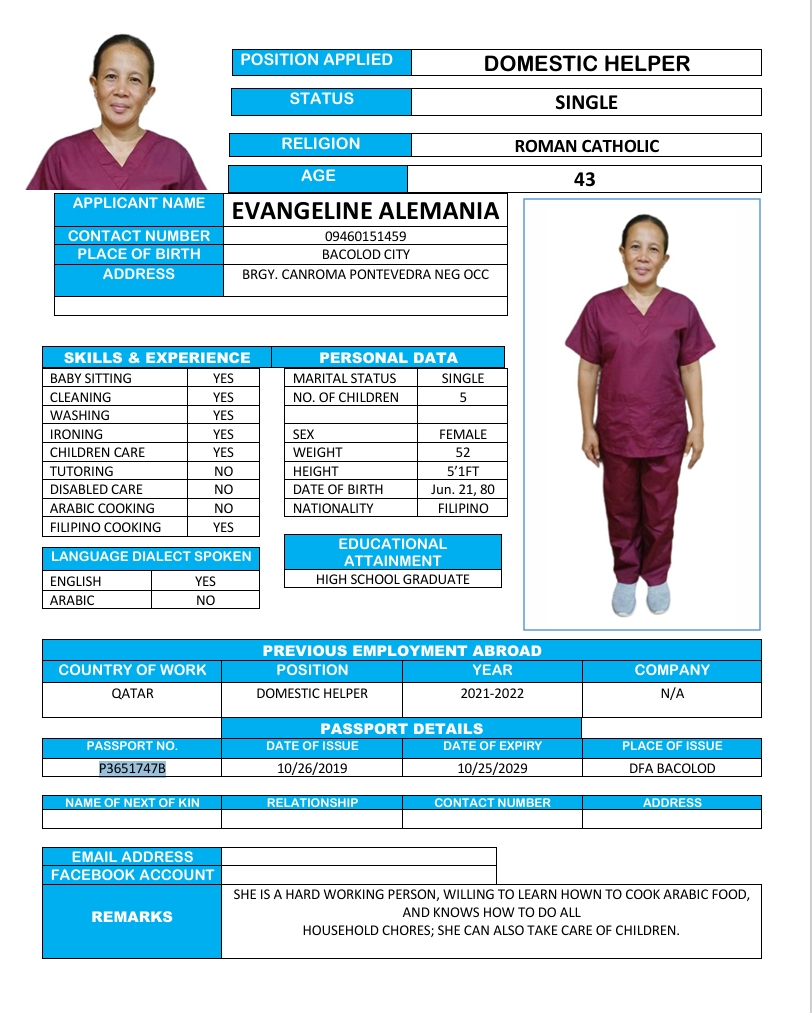 POSITION APPLIED DOMESTIC HELPER
STATUS SINGLE
RELIGION ROMAN CATHOLIC
AGE 43
APPLICANT NAME EVANGELINE ALEMANIA
CONTACT NUMBER 09460151459
PLACE OF BIRTH BACOLOD CITY
ADDRESS BRGY. CANROMA PONTEVEDRA NEG OCC
SKILLS & EXPERIENCE
BABY SITTING YES
CLEANING YES
WASHING YES
IRONING YES
CHILDREN CARE YES
TUTORING NO
DISABLED CARE NO
ARABIC COOKING NO
FILIPINO COOKING YES
LANGUAGE DIALECT SPOKEN
ENGLISH YES
ARABIC NO
PERSONAL DATA
MARITAL STATUS SINGLE
NO. OF CHILDREN 5
SEX FEMALE
WEIGHT 52
HEIGHT 5’1FT
DATE OF BIRTH Jun. 21, 80
NATIONALITY FILIPINO
EDUCATIONAL
ATTAINMENT
HIGH SCHOOL GRADUATE
PREVIOUS EMPLOYMENT ABROAD
COUNTRY OF WORK POSITION YEAR COMPANY
QATAR DOMESTIC HELPER 2021-2022 N/A
PASSPORT DETAILS
PASSPORT NO. DATE OF ISSUE DATE OF EXPIRY PLACE OF ISSUE
P3651747B 10/26/2019 10/25/2029 DFA BACOLOD
NAME OF NEXT OF KIN RELATIONSHIP CONTACT NUMBER ADDRESS
EMAIL ADDRESS
FACEBOOK ACCOUNT
REMARKS
SHE IS A HARD WORKING PERSON, WILLING TO LEARN HOWN TO COOK ARABIC FOOD,
AND KNOWS HOW TO DO ALL
HOUSEHOLD CHORES; SHE CAN ALSO TAKE CARE OF CHILDREN.